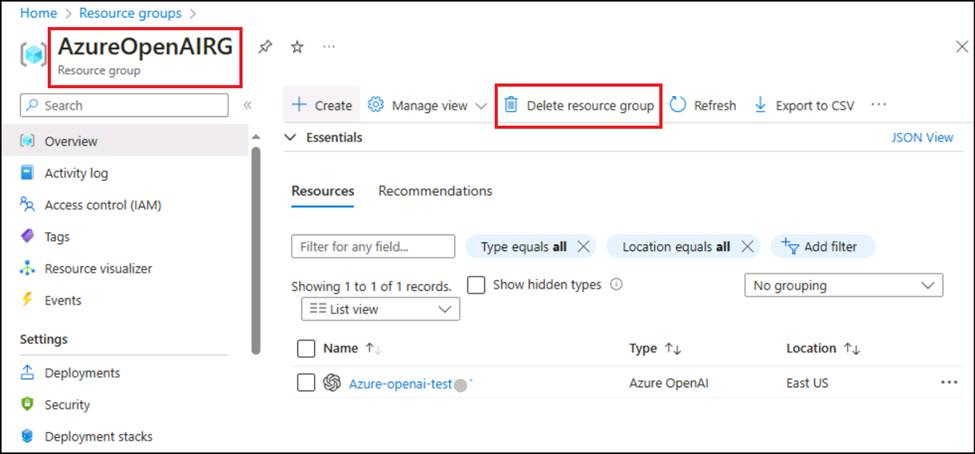 Home > Resource groups >
AzureOpenAIRG
Resource group
Search
Overview
Activity log
Access control (IAM)
Tags
Resource visualizer
Events
Settings
Deployments
Security
Deployment stacks
Create Manage view Delete resource group Refresh Export to CSV
Essentials JSON View
Resources Recommendations
Filter for any field... Type equals all Location equals all Add filter
Showing 1 to 1 of 1 records. Show hidden types No grouping
List view
Name Type Location
Azure-openai-test Azure OpenAI East US